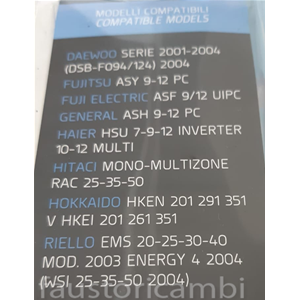 MODELLI COMPATIBILI
COMPATIBLE MODELS
DAEWOO SERIE 2001-2004
(DSB-F094/124) 2004
FUJITSU ASY 9-12 PC
FUJI ELECTRIC ASF 9/12 UIPC
GENERAL ASH 9-12 PC
HAIER HSU 7-9-12 INVERTER
10-12 MULTI
HITACI MONO-MULTIZONE
RAC 25-35-50
HOKKAIDO HKEN 201 291 351
V HKEI 201 261 351
RIELLO EMS 20-25-30-40
MOD. 2003 ENERGY 4 2004
(WSI 25-35-50 2004)
faustoricambi